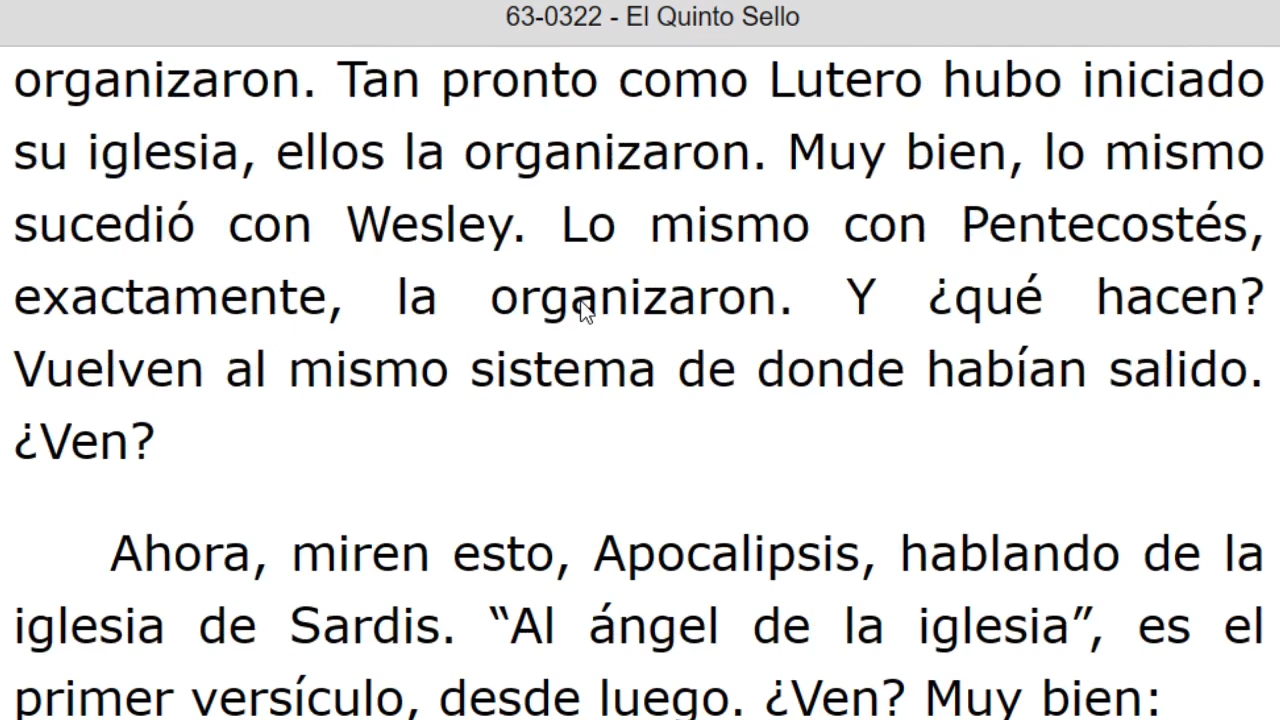 63-0322 - El Quinto Sello
organizaron. Tan pronto como Lutero hubo iniciado
su iglesia, ellos la organizaron. Muy bien, lo mismo
sucedió con Wesley. Lo mismo con Pentecostés,
exactamente, la organizaron. Y ¿qué hacen?
Vuelven al mismo sistema de donde habían salido.
¿Ven?
Ahora, miren esto, Apocalipsis, hablando de la
iglesia de Sardis. “Al ángel de la iglesia”, es el
primer versículo, desde luego. ¿Ven? Muy bien: